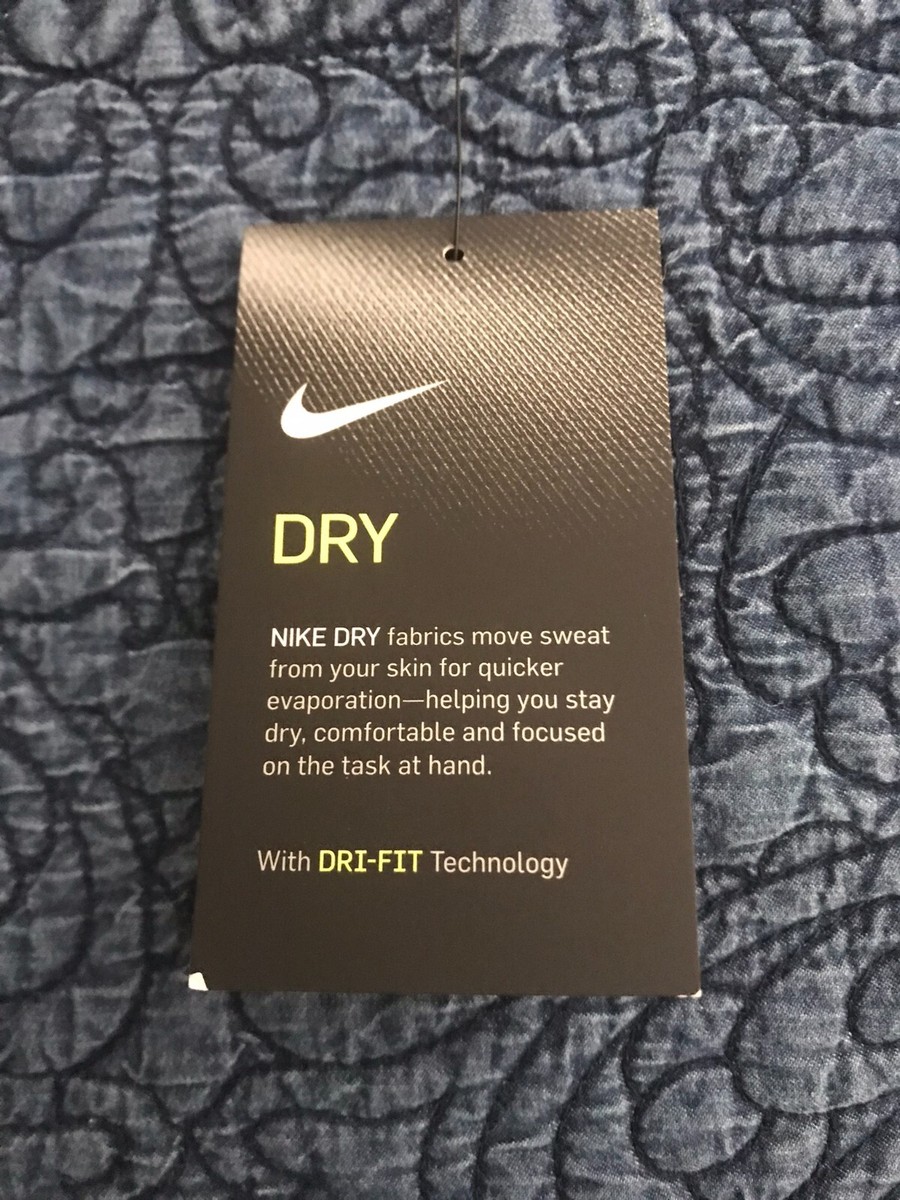 DRY
NIKE DRY fabrics move sweat
from your skin for quicker
evaporation—helping you stay
dry, comfortable and focused
on the task at hand.
With DRI-FIT Technology